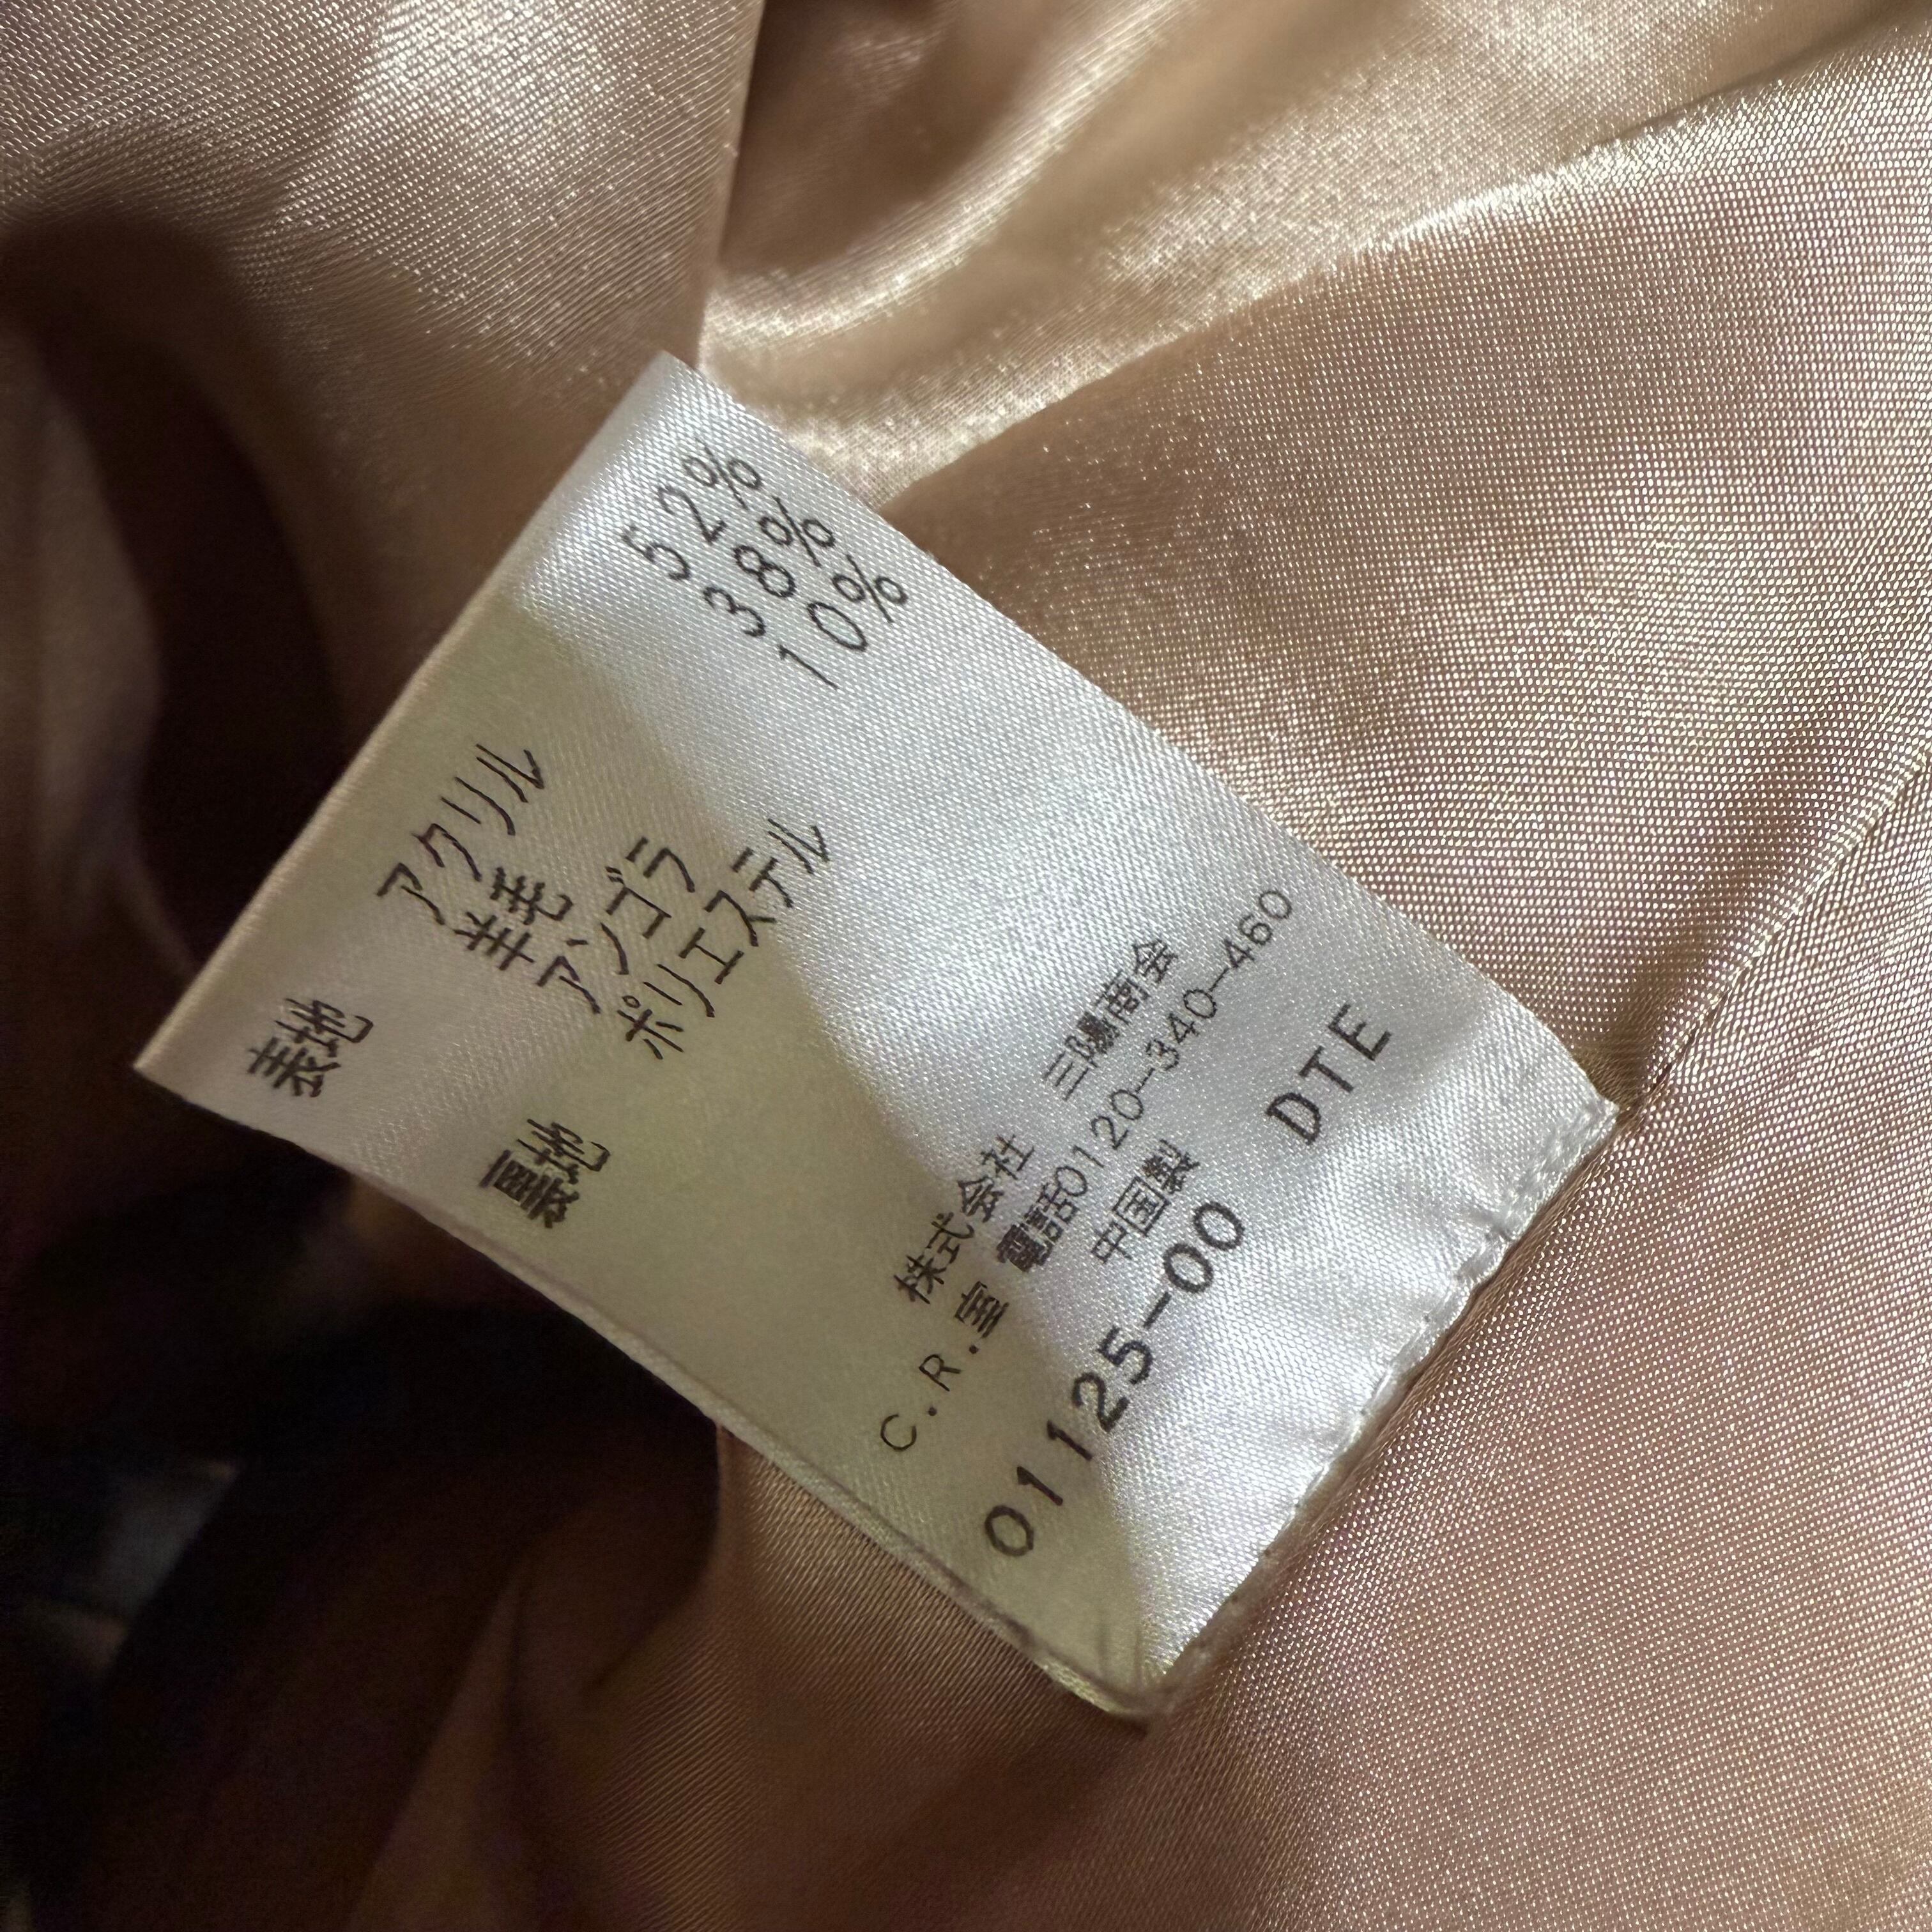 表地 アクリル 52%
羊毛 38%
アンゴラ 10%
裏地 ポリエステル
株式会社 三陽商会
C.R.室 電話0120-340-460
中国製
01125-00 DTE